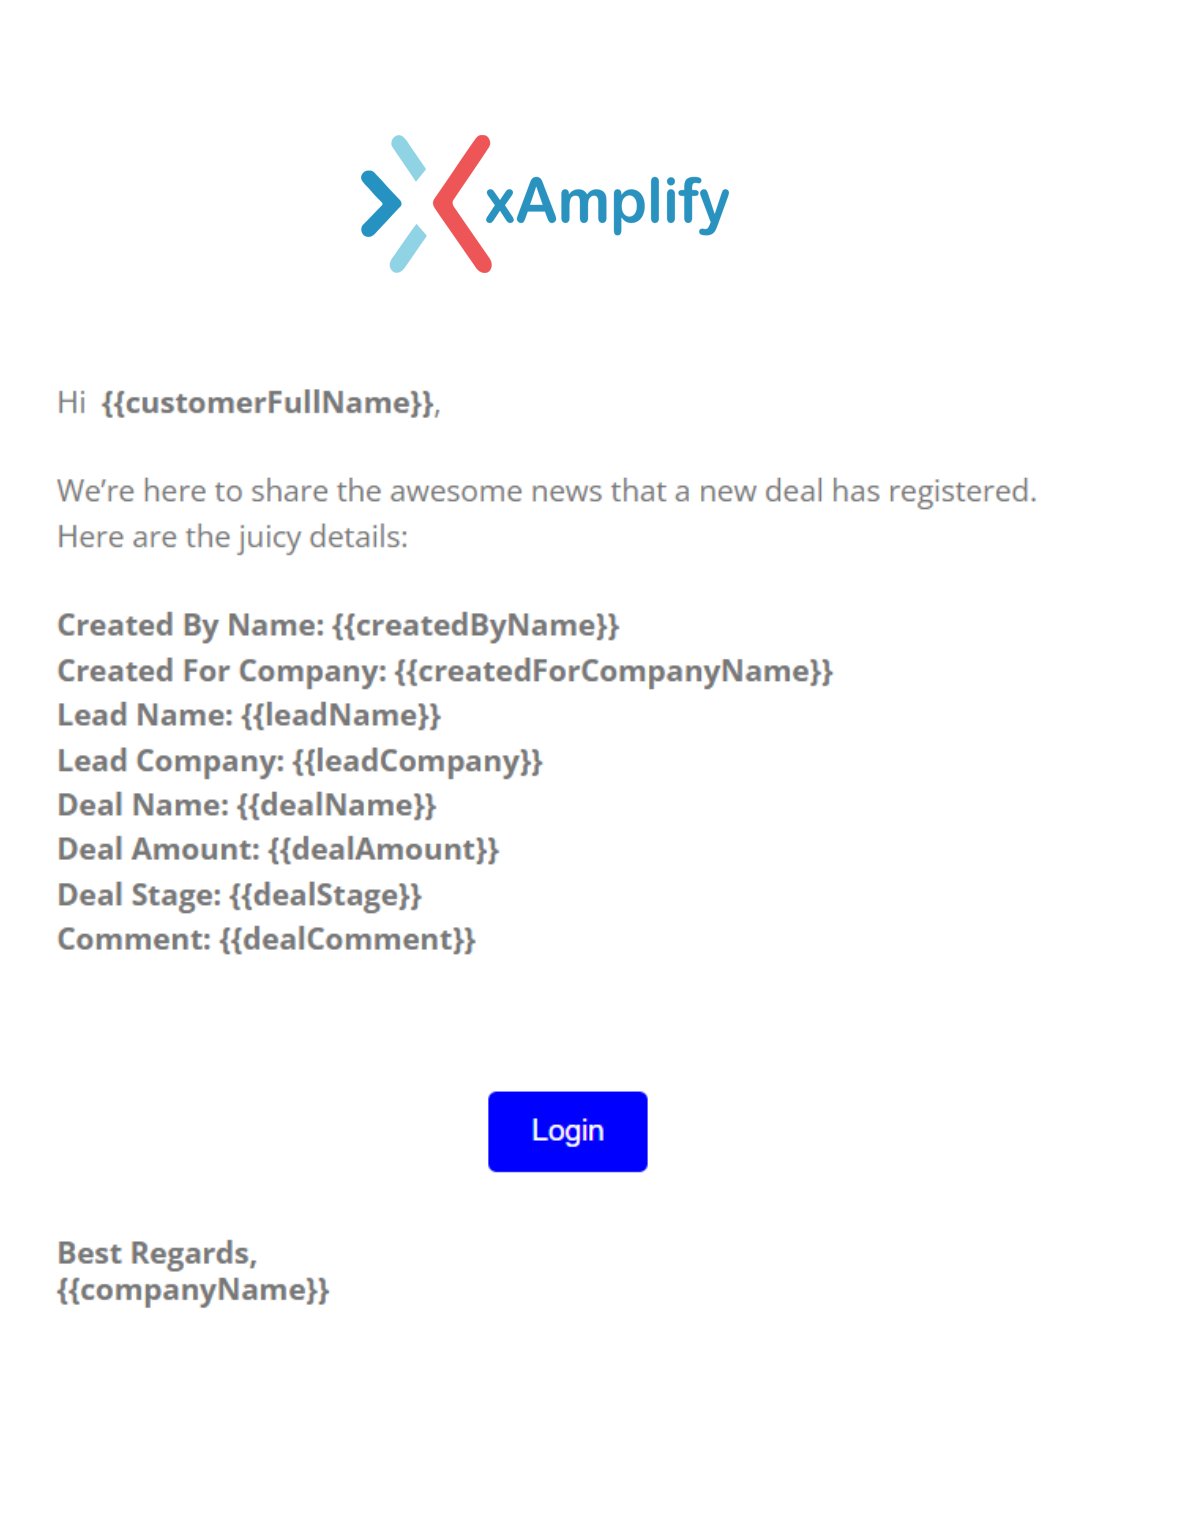 xAmplify
Hi {{customerFullName}},
We’re here to share the awesome news that a new deal has registered.
Here are the juicy details:
Created By Name: {{createdByName}}
Created For Company: {{createdForCompanyName}}
Lead Name: {{leadName}}
Lead Company: {{leadCompany}}
Deal Name: {{dealName}}
Deal Amount: {{dealAmount}}
Deal Stage: {{dealStage}}
Comment: {{dealComment}}
Login
Best Regards,
{{companyName}}